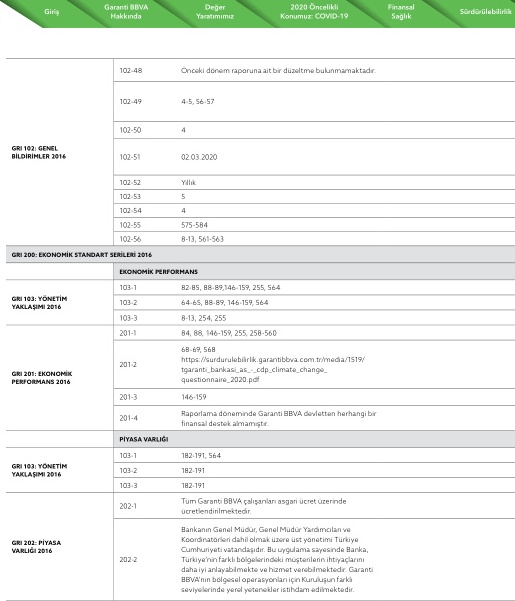 Giriş
Garanti BBVA
Hakkında
Değer
Yaratımımız
2020 Öncelikli
Konumuz: COVID-19
Finansal
Sağlık
Sürdürülebilirlik
GRI 102: GENEL
BİLDİRİMLER 2016
102-48 Önceki dönem raporuna ait bir düzeltme bulunmamaktadır.
102-49 4-5, 56-57
102-50 4
102-51 02.03.2020
102-52 Yıllık
102-53 5
102-54 4
102-55 575-584
102-56 8-13, 561-563
GRI 200: EKONOMİK STANDART SERİLERİ 2016
EKONOMİK PERFORMANS
GRI 103: YÖNETİM
YAKLAŞIMI 2016
103-1 82-85, 88-89,146-159, 255, 564
103-2 64-65, 88-89, 146-159, 564
103-3 8-13, 254, 255
GRI 201: EKONOMİK
PERFORMANS 2016
201-1 84, 88, 146-159, 255, 258-560
201-2 68-69, 568
https://surdurulebilirlik.garantibbva.com.tr/media/1519/
tgaranti_bankasi_as_-_cdp_climate_change_
questionnaire_2020.pdf
201-3 146-159
201-4 Raporlama döneminde Garanti BBVA devletten herhangi bir
finansal destek almamıştır.
PİYASA VARLIĞI
GRI 103: YÖNETİM
YAKLAŞIMI 2016
103-1 182-191, 564
103-2 182-191
103-3 182-191
GRI 202: PİYASA
VARLIĞI 2016
202-1 Tüm Garanti BBVA çalışanları asgari ücret üzerinde
ücretlendirilmektedir.
202-2 Bankanın Genel Müdür, Genel Müdür Yardımcıları ve
Koordinatörleri dahil olmak üzere üst yönetimi Türkiye
Cumhuriyeti vatandaşıdır. Bu uygulama sayesinde Banka,
Türkiye'nin farklı bölgelerindeki müşterilerin ihtiyaçlarını
daha iyi anlayabilmekte ve hizmet verebilmektedir. Garanti
BBVA'nın bölgesel operasyonları için Kuruluşun farklı
seviyelerinde yerel yetenekler istihdam edilmektedir.